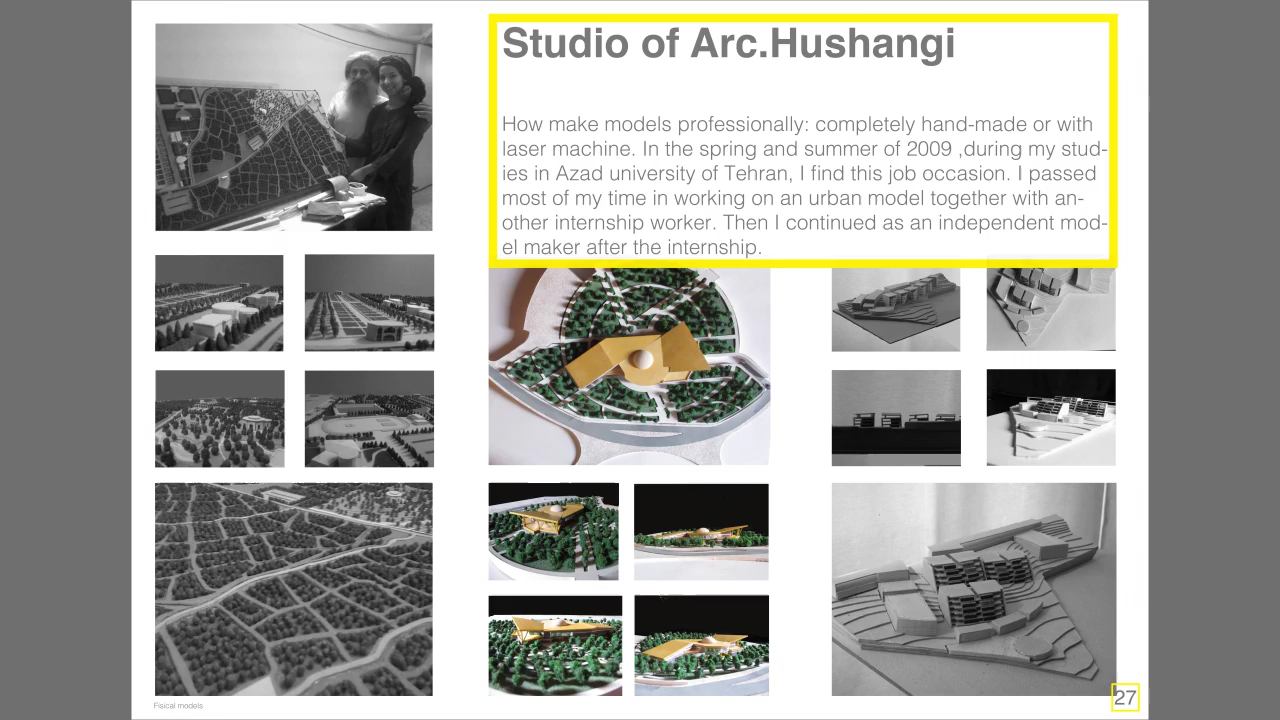 Studio of Arc.Hushangi
How make models professionally: completely hand-made or with
laser machine. In the spring and summer of 2009 ,during my stud-
ies in Azad university of Tehran, I find this job occasion. I passed
most of my time in working on an urban model together with an-
other internship worker. Then I continued as an independent mod-
el maker after the internship.
Fisical models
27